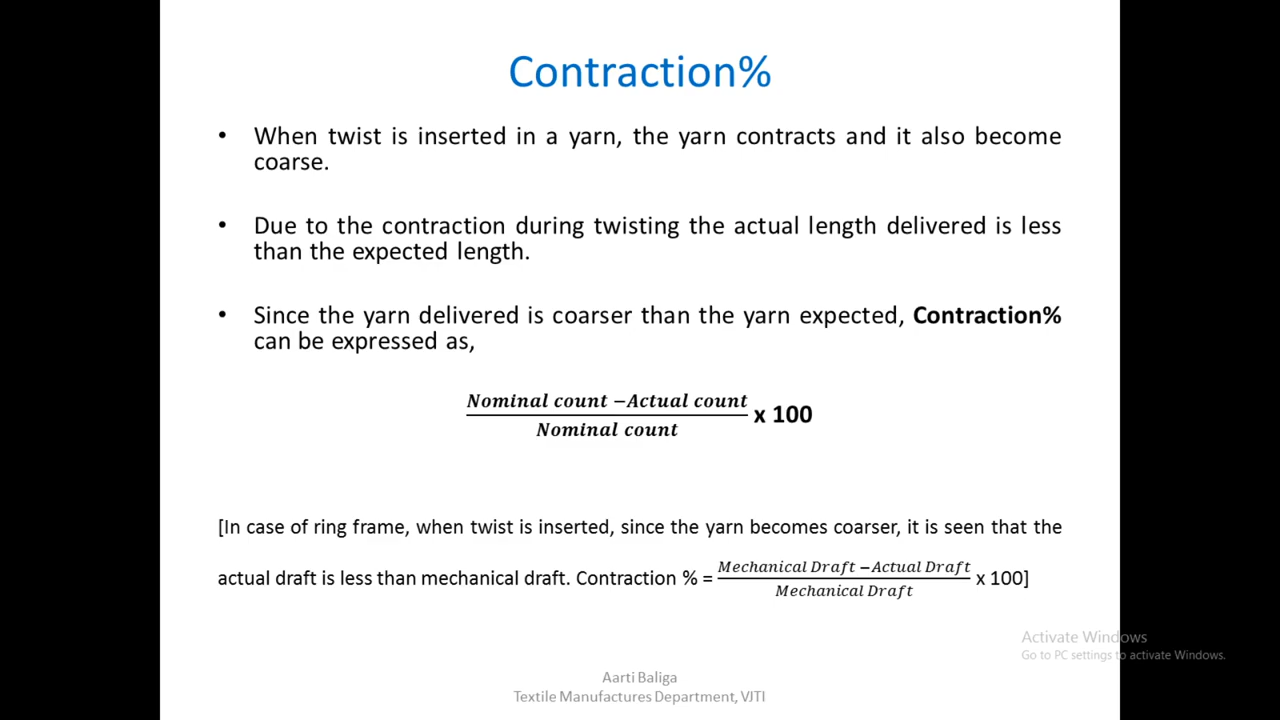 Contraction%
• When twist is inserted in a yarn, the yarn contracts and it also become
coarse.
• Due to the contraction during twisting the actual length delivered is less
than the expected length.
• Since the yarn delivered is coarser than the yarn expected, Contraction%
can be expressed as,
Nominal count −Actual count
x 100
Nominal count
[In case of ring frame, when twist is inserted, since the yarn becomes coarser, it is seen that the
Mechanical Draft −Actual Draft
actual draft is less than mechanical draft. Contraction % = x 100]
Mechanical Draft
Activate Windows
Go to PC settings to activate Windows.
Aarti Baliga
Textile Manufactures Department, VJTI